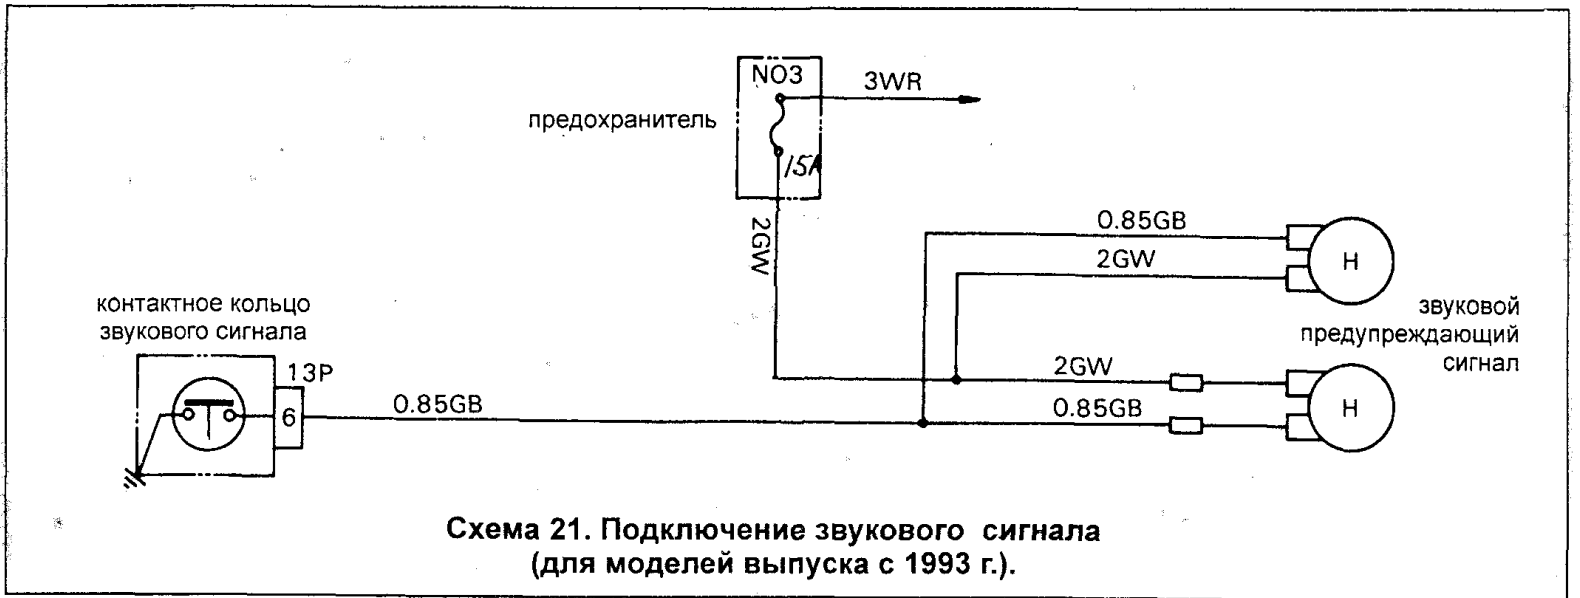 NO3
3WR
предохранитель
15A
2GW
0.85GB
H
2GW
контактное кольцо
звукового сигнала
звуковой
предупреждающий
сигнал
13P
6
0.85GB
2GW
0.85GB
H
Схема 21. Подключение звукового сигнала
(для моделей выпуска с 1993 г.).